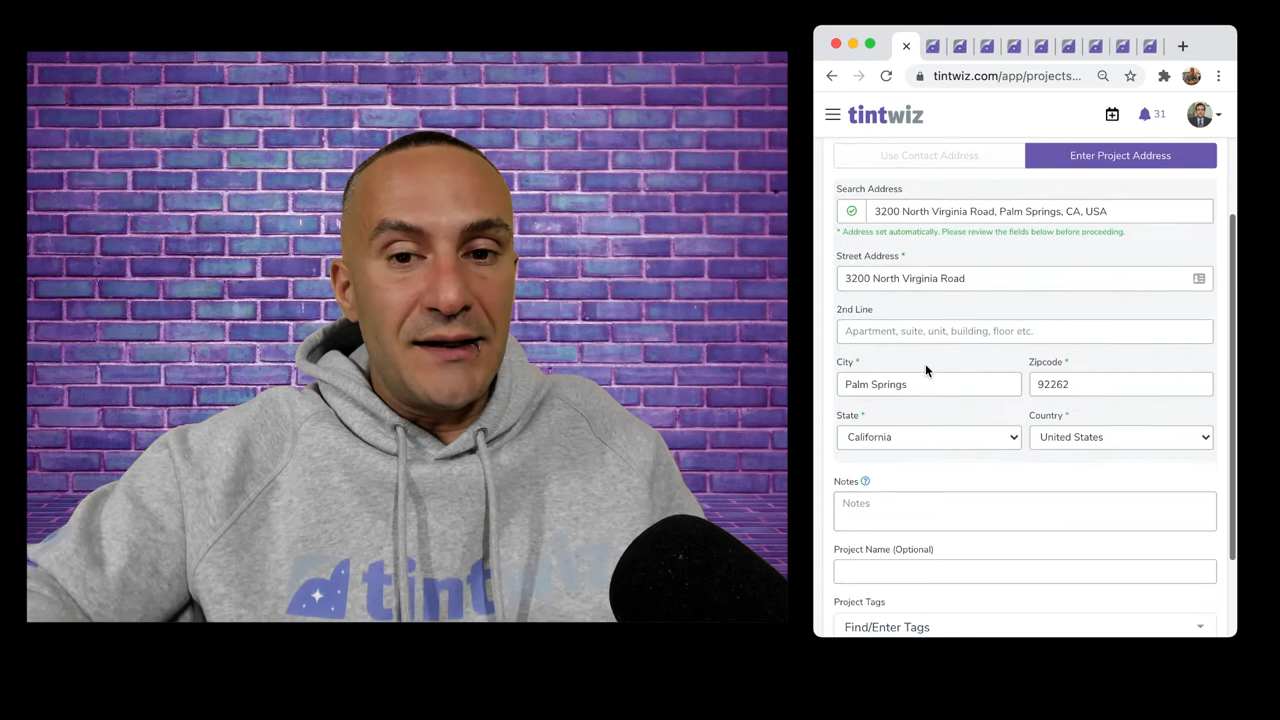 tintwiz.com/app/projects...
tintwiz
31
Use Contact Address
Enter Project Address
Search Address
3200 North Virginia Road, Palm Springs, CA, USA
* Address set automatically. Please review the fields below before proceeding.
Street Address *
3200 North Virginia Road
2nd Line
Apartment, suite, unit, building, floor etc.
City *
Zipcode *
Palm Springs
92262
State *
Country *
California
United States
Notes
Notes
Project Name (Optional)
Project Tags
Find/Enter Tags
tint